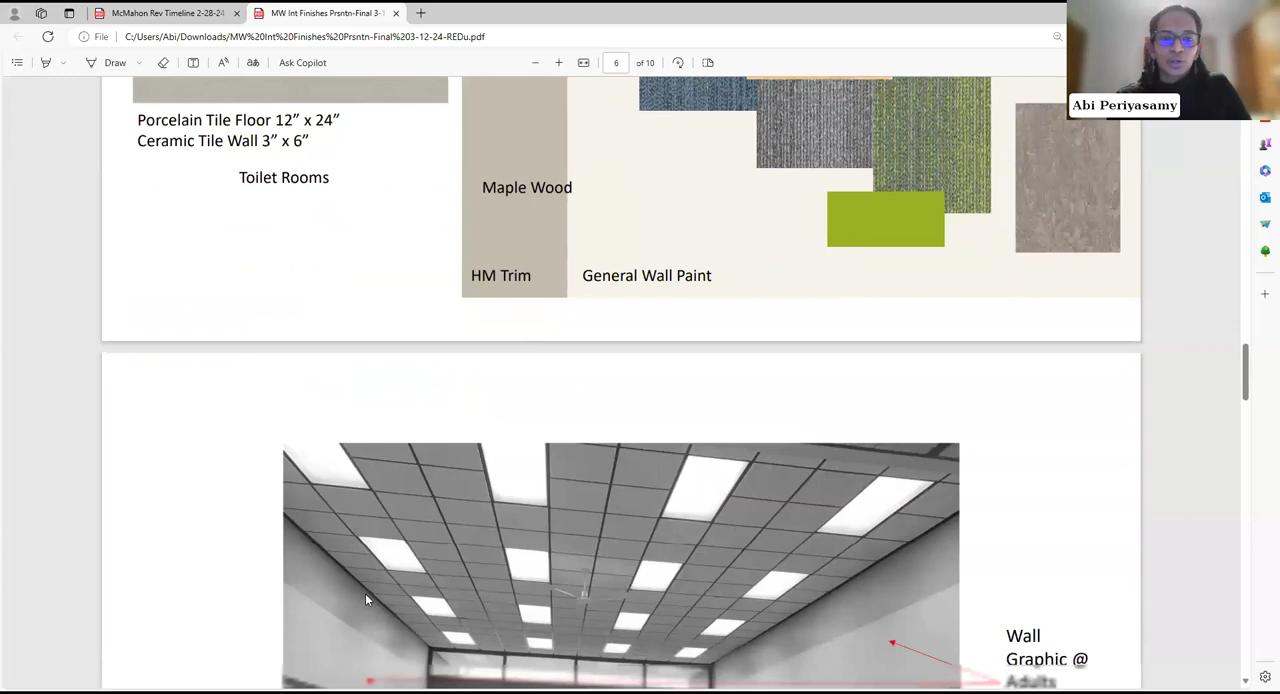 McMahon Rev Timeline 2-28-24
MW Int Finishes Prsntn-Final 3-1
File
C:/Users/Abi/Downloads/MW%20Int%20Finishes%20Prsntn-Final%203-12-24-REDu.pdf
Draw
Ask Copilot
6
of 10
Abi Periyasamy
Porcelain Tile Floor 12” x 24”
Ceramic Tile Wall 3” x 6”
Toilet Rooms
Maple Wood
HM Trim
General Wall Paint
Wall
Graphic @
Adults